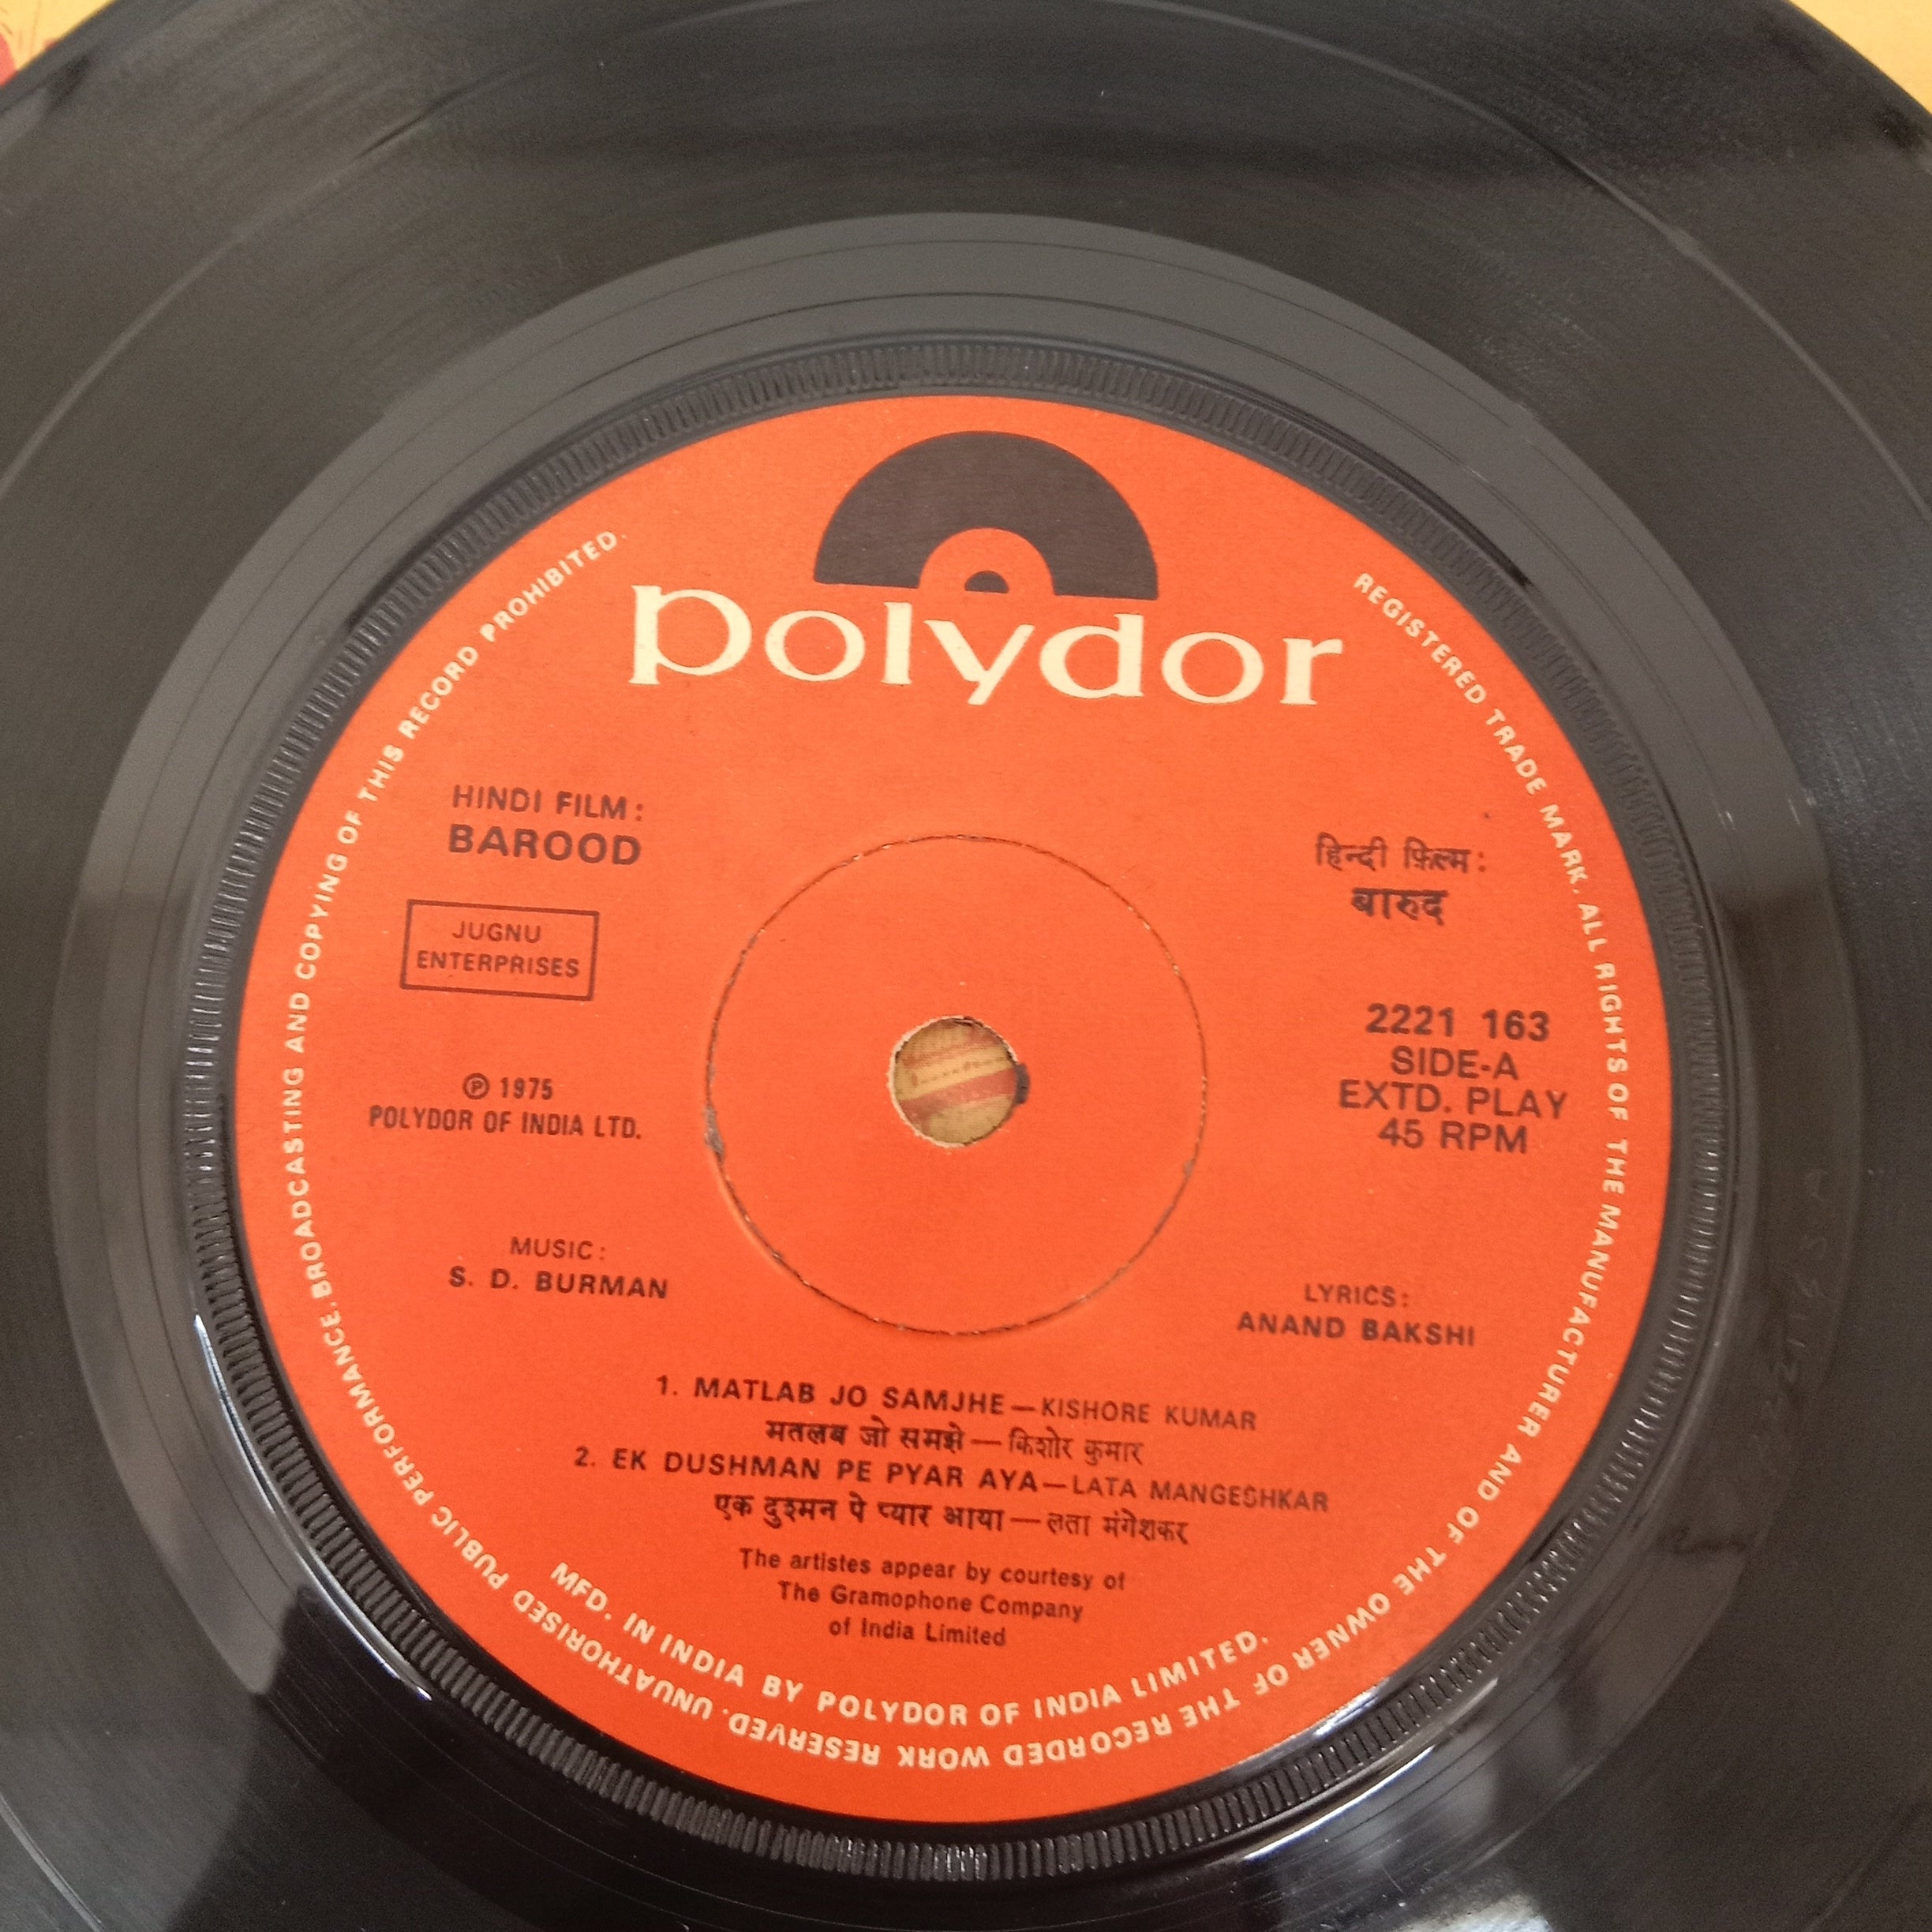 polydor
REGISTERED TRADE MARK. ALL RIGHTS OF THE MANUFACTURER AND OF THE OWNER OF THE RECORDED WORK RESERVED. UNUATHORISED PUBLIC PERFORMANCE. BROADCASTING AND COPYING OF THIS RECORD PROHIBITED.
HINDI FILM:
BAROOD
हिन्दी फ़िल्म:
बारुद
JUGNU
ENTERPRISES
2221 163
SIDE-A
EXTD. PLAY
45 RPM
Ⓟ 1975
POLYDOR OF INDIA LTD.
MUSIC:
S. D. BURMAN
LYRICS:
ANAND BAKSHI
1. MATLAB JO SAMJHE—KISHORE KUMAR
मतलब जो समझे—किशोर कुमार
2. EK DUSHMAN PE PYAR AYA—LATA MANGESHKAR
एक दुश्मन पे प्यार आया—लता मंगेशकर
The artistes appear by courtesy of
The Gramophone Company
of India Limited
MFD. IN INDIA BY POLYDOR OF INDIA LIMITED.